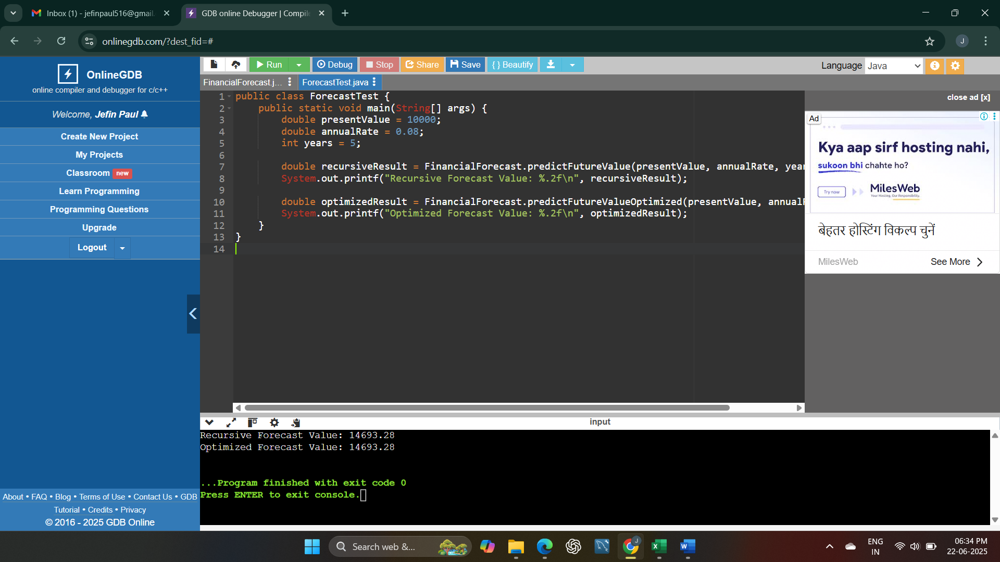 Inbox (1) - jefinpaul516@gmail.
GDB online Debugger | Compile
onlinegdb.com/?dest_fid=#
J
OnlineGDB
online compiler and debugger for c/c++
Welcome, Jefin Paul
Create New Project
My Projects
Classroom new
Learn Programming
Programming Questions
Upgrade
Logout
About • FAQ • Blog • Terms of Use • Contact Us • GDB
Tutorial • Credits • Privacy
© 2016 - 2025 GDB Online
Run Debug Stop Share Save { } Beautify
Language Java
FinancialForecast.j... ForecastTest.java
1 public class ForecastTest {
2 public static void main(String[] args) {
3 double presentValue = 10000;
4 double annualRate = 0.08;
5 int years = 5;
6
7 double recursiveResult = FinancialForecast.predictFutureValue(presentValue, annualRate, year
8 System.out.printf("Recursive Forecast Value: %.2f\n", recursiveResult);
9
10 double optimizedResult = FinancialForecast.predictFutureValueOptimized(presentValue, annualR
11 System.out.printf("Optimized Forecast Value: %.2f\n", optimizedResult);
12 }
13 }
14
close ad [x]
Ad
Kya aap sirf hosting nahi,
sukoon bhi chahte ho?
Try now
MilesWeb
Your Hosting, Our Responsibility.
बेहतर होस्टिंग विकल्प चुनें
MilesWeb See More
input
Recursive Forecast Value: 14693.28
Optimized Forecast Value: 14693.28
...Program finished with exit code 0
Press ENTER to exit console.
Search web &...
J
X
W
ENG
IN
06:34 PM
22-06-2025